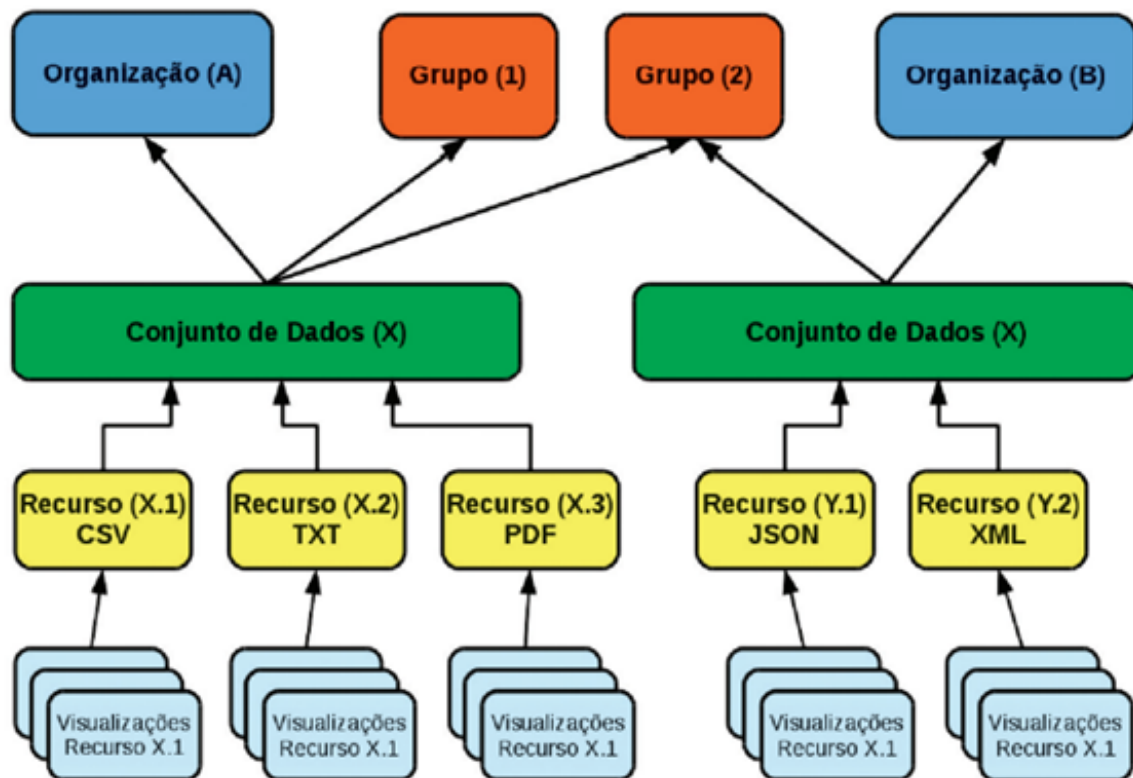 Organização (A)
Grupo (1)
Grupo (2)
Organização (B)
Conjunto de Dados (X)
Conjunto de Dados (X)
Recurso (X.1)
CSV
Recurso (X.2)
TXT
Recurso (X.3)
PDF
Recurso (Y.1)
JSON
Recurso (Y.2)
XML
Visualizações
Recurso X.1
Visualizações
Recurso X.1
Visualizações
Recurso X.1
Visualizações
Recurso X.1
Visualizações
Recurso X.1